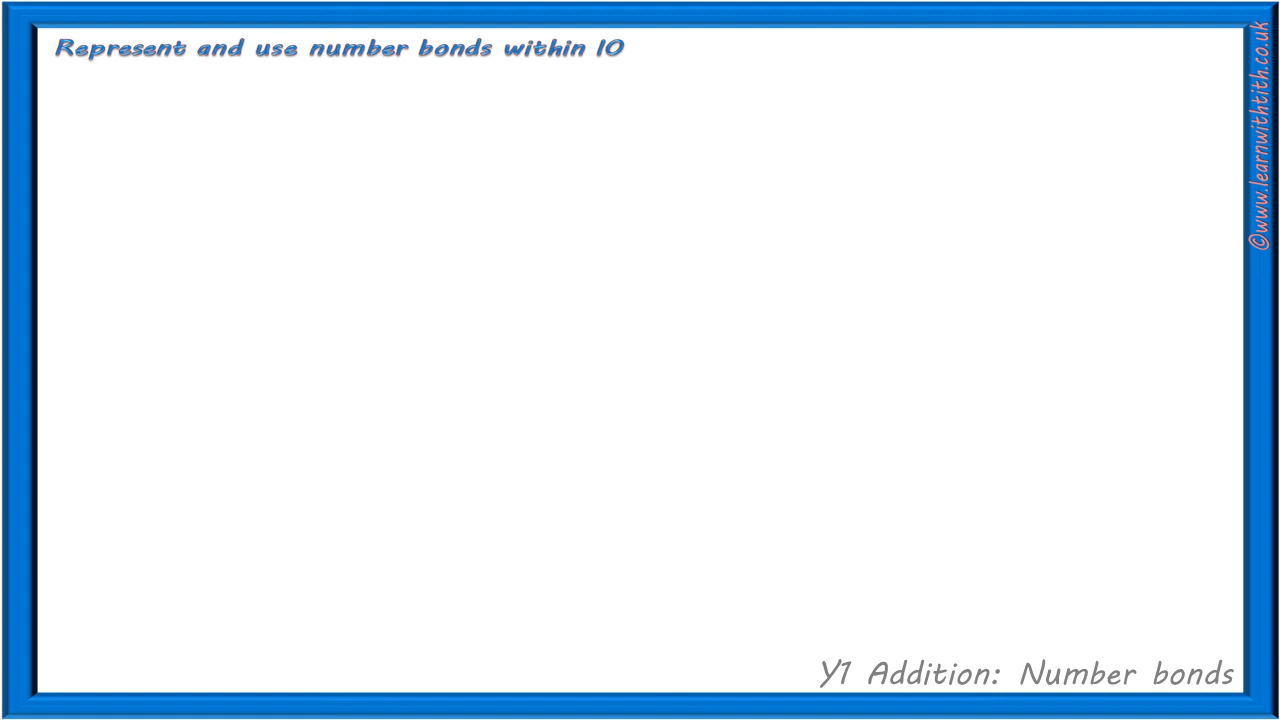 Represent and use number bonds within 10
©www.learnwithtith.co.uk
Y1 Addition: Number bonds